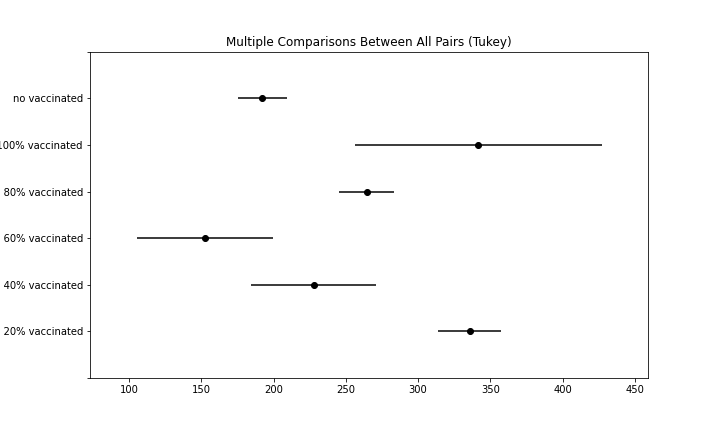 Multiple Comparisons Between All Pairs (Tukey)
no vaccinated
100% vaccinated
80% vaccinated
60% vaccinated
40% vaccinated
20% vaccinated
100 150 200 250 300 350 400 450